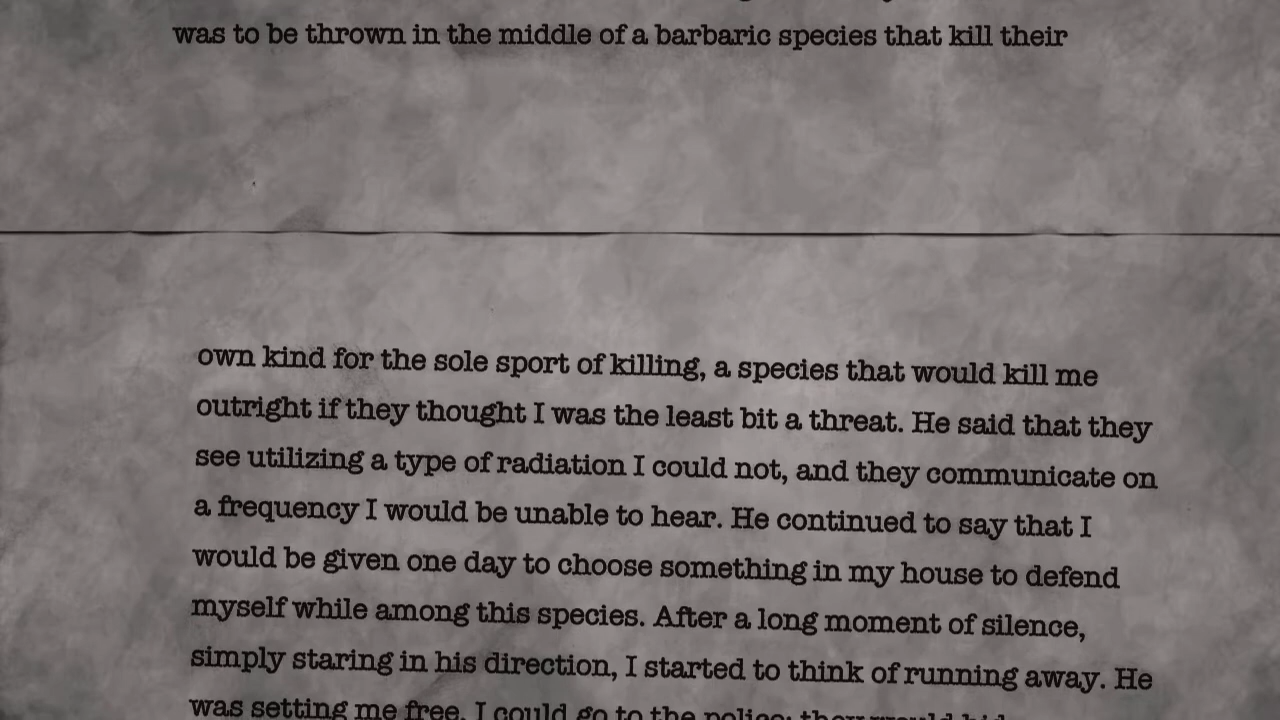 was to be thrown in the middle of a barbaric species that kill their
own kind for the sole sport of killing, a species that would kill me
outright if they thought I was the least bit a threat. He said that they
see utilizing a type of radiation I could not, and they communicate on
a frequency I would be unable to hear. He continued to say that I
would be given one day to choose something in my house to defend
myself while among this species. After a long moment of silence,
simply staring in his direction, I started to think of running away. He
was setting me free. I could go to the police; they would